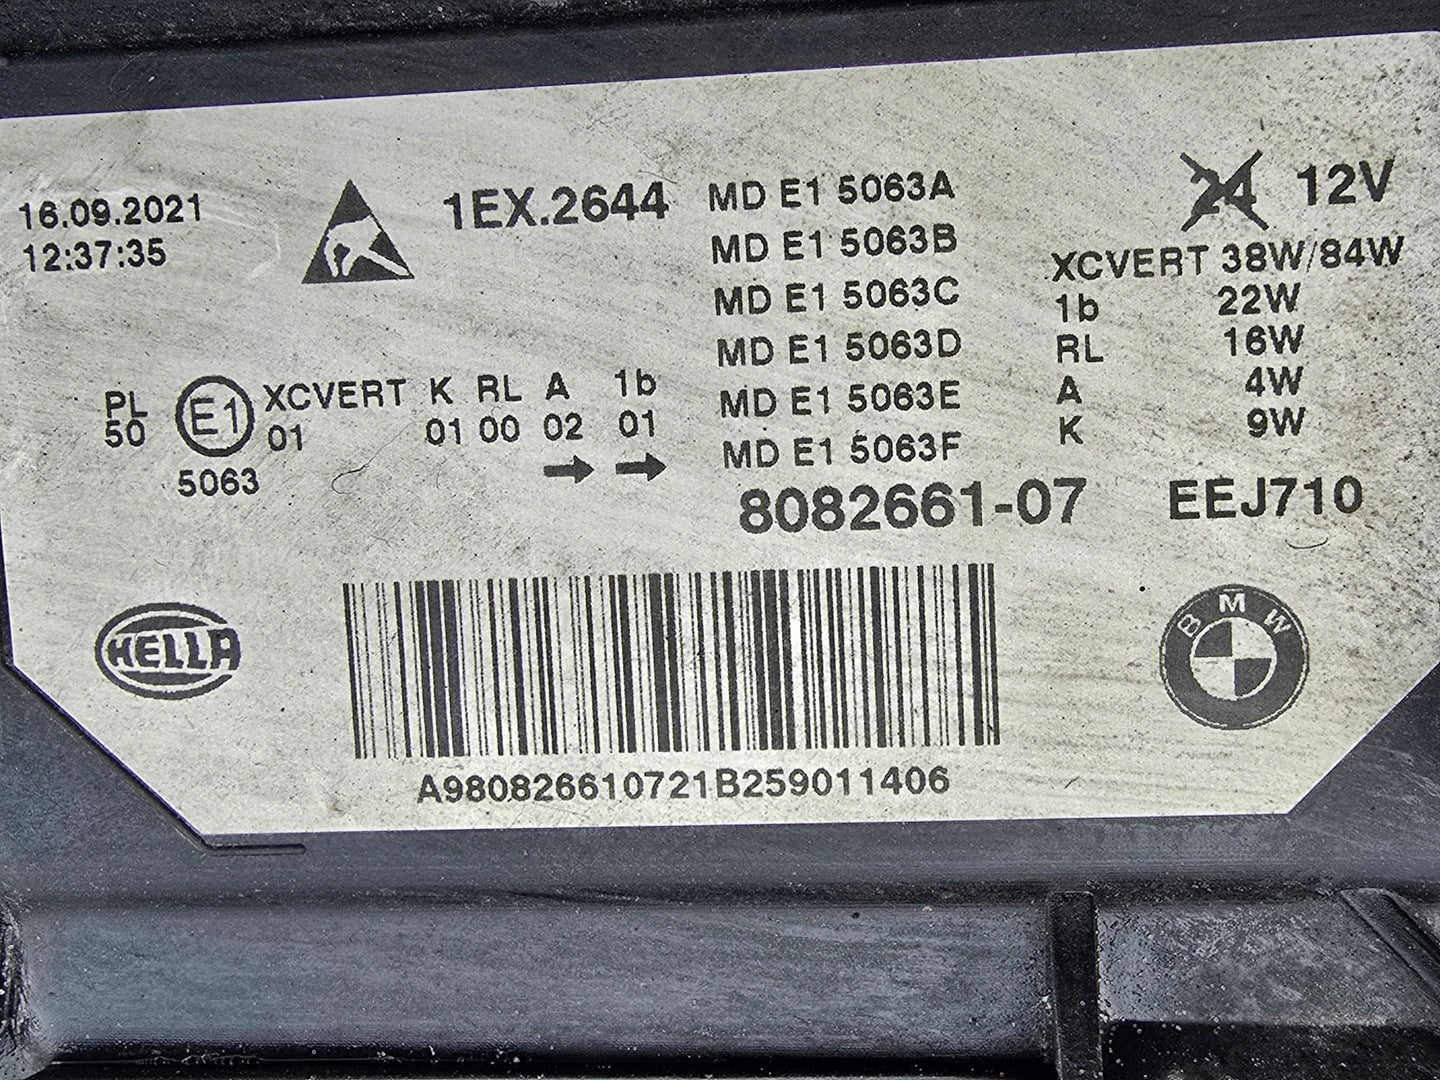 16.09.2021
12:37:35
1EX.2644
MD E1 5063A
MD E1 5063B
MD E1 5063C
MD E1 5063D
MD E1 5063E
MD E1 5063F
24 12V
XCVERT 38W/84W
1b 22W
RL 16W
A 4W
K 9W
PL
50
E1
5063
XCVERT K RL A 1b
01 01 00 02 01
→ →
8082661-07 EEJ710
HELLA
BMW
A980826610721B259011406